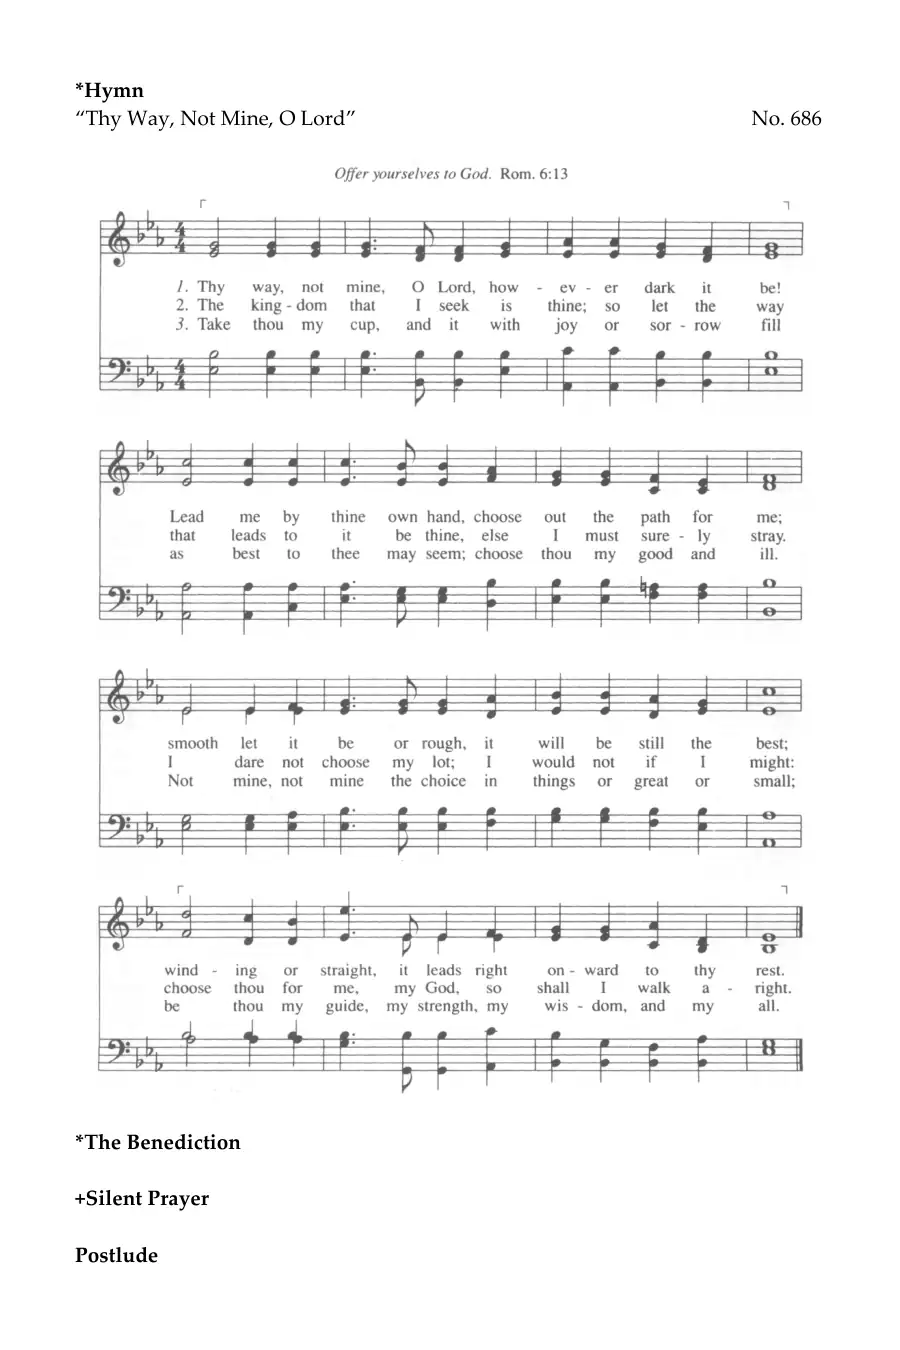 *Hymn
“Thy Way, Not Mine, O Lord” No. 686
Offer yourselves to God. Rom. 6:13
1. Thy way, not mine, O Lord, how - ev - er dark it be!
2. The king - dom that I seek is thine; so let the way
3. Take thou my cup, and it with joy or sor - row fill
Lead me by thine own hand, choose out the path for me;
that leads to it be thine, else I must sure - ly stray.
as best to thee may seem; choose thou my good and ill.
smooth let it be or rough, it will be still the best;
I dare not choose my lot; I would not if I might:
Not mine, not mine the choice in things or great or small;
wind - ing or straight, it leads right on - ward to thy rest.
choose thou for me, my God, so shall I walk a - right.
be thou my guide, my strength, my wis - dom, and my all.
*The Benediction
+Silent Prayer
Postlude